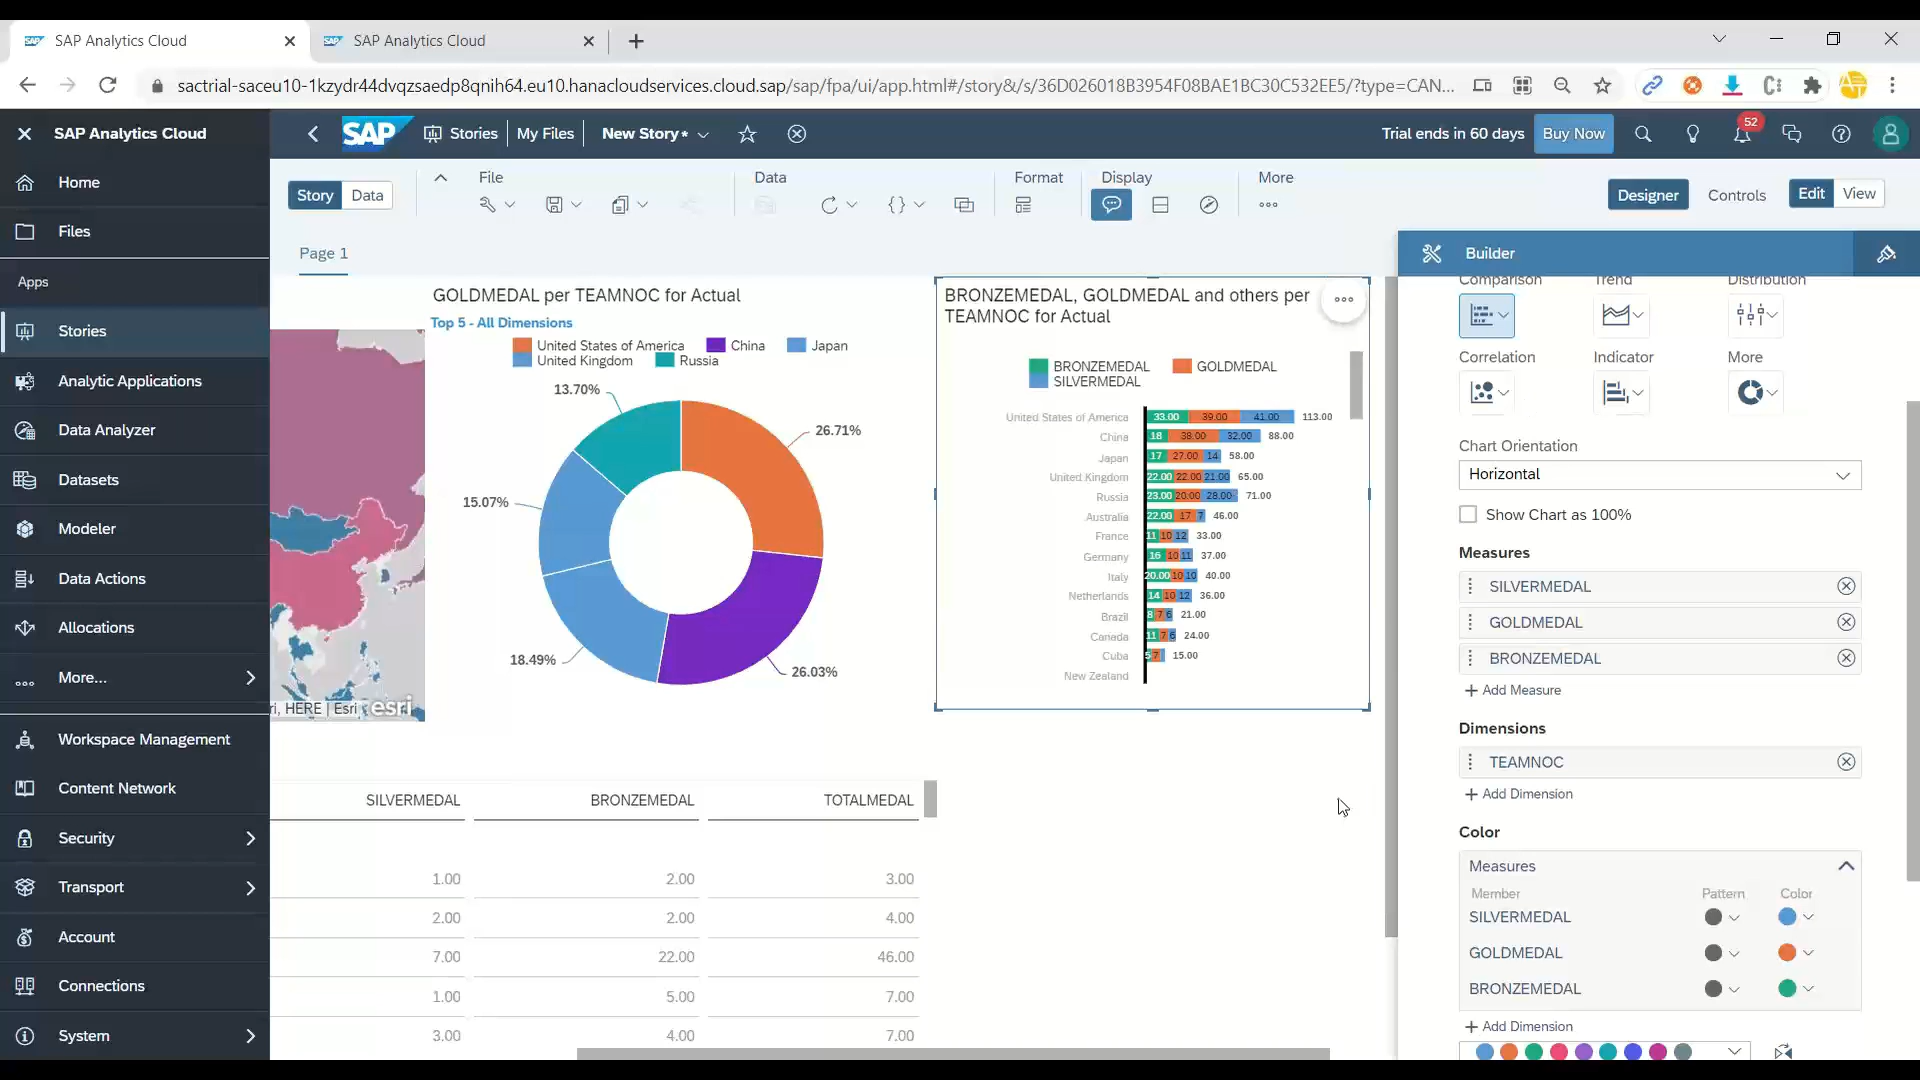 SAP Analytics Cloud
SAP Analytics Cloud
sactrial-saceu10-1kzydr44dvqzsaedp8qnih64.eu10.hanacloudservices.cloud.sap/sap/fpa/ui/app.html#/story&/s/36D026018B3954F08BAE1BC30C532EE5/?type=CAN...
SAP Analytics Cloud
SAP
Stories
My Files
New Story*
Trial ends in 60 days
Buy Now
52
Home
Files
Apps
Stories
Analytic Applications
Data Analyzer
Datasets
Modeler
Data Actions
Allocations
More...
Workspace Management
Content Network
Security
Transport
Account
Connections
System
Story
Data
File
Data
Format
Display
More
Designer
Controls
Edit
View
Page 1
ri, HERE | Esri
esri
GOLDMEDAL per TEAMNOC for Actual
Top 5 - All Dimensions
United States of America China Japan
United Kingdom Russia
13.70%
26.71%
15.07%
18.49%
26.03%
BRONZEMEDAL, GOLDMEDAL and others per
TEAMNOC for Actual
BRONZEMEDAL GOLDMEDAL
SILVERMEDAL
United States of America 33.00 39.00 41.00 113.00
China 18 38.00 32.00 88.00
Japan 17 27.00 14 58.00
United Kingdom 22.00 22.00 21.00 65.00
Russia 23.00 20.00 28.00 71.00
Australia 22.00 17 7 46.00
France 11 10 12 33.00
Germany 16 10 11 37.00
Italy 20.00 10 10 40.00
Netherlands 14 10 12 36.00
Brazil 8 7 6 21.00
Canada 11 7 6 24.00
Cuba 5 7 15.00
New Zealand
SILVERMEDAL BRONZEMEDAL TOTALMEDAL
1.00 2.00 3.00
2.00 2.00 4.00
7.00 22.00 46.00
1.00 5.00 7.00
3.00 4.00 7.00
Builder
Comparison Trend Distribution
Correlation Indicator More
Chart Orientation
Horizontal
Show Chart as 100%
Measures
SILVERMEDAL
GOLDMEDAL
BRONZEMEDAL
+ Add Measure
Dimensions
TEAMNOC
+ Add Dimension
Color
Measures
Member Pattern Color
SILVERMEDAL
GOLDMEDAL
BRONZEMEDAL
+ Add Dimension